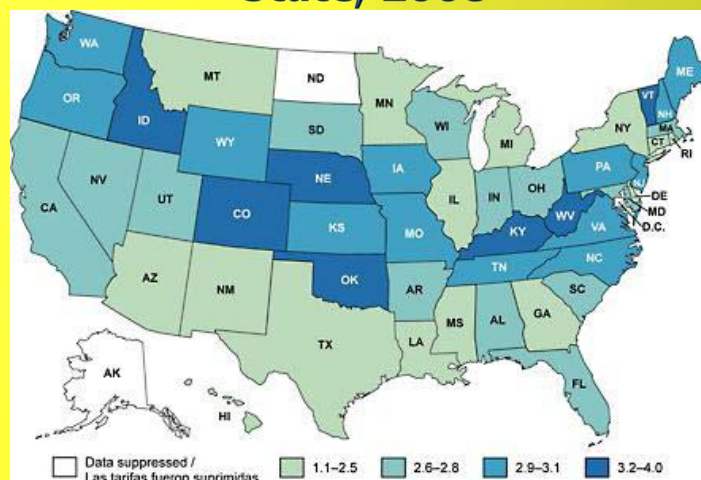 State, 2008
WA
MT
ND
MN
ME
VT
NH
OR
ID
WY
SD
WI
MI
NY
MA
CT
RI
NV
UT
CO
NE
IA
IL
IN
OH
PA
NJ
DE
MD
D.C.
CA
KS
MO
KY
WV
VA
AZ
NM
OK
AR
TN
NC
SC
TX
LA
MS
AL
GA
FL
AK
HI
Data suppressed /
Las tarifas fueron suprimidas
1.1–2.5
2.6–2.8
2.9–3.1
3.2–4.0